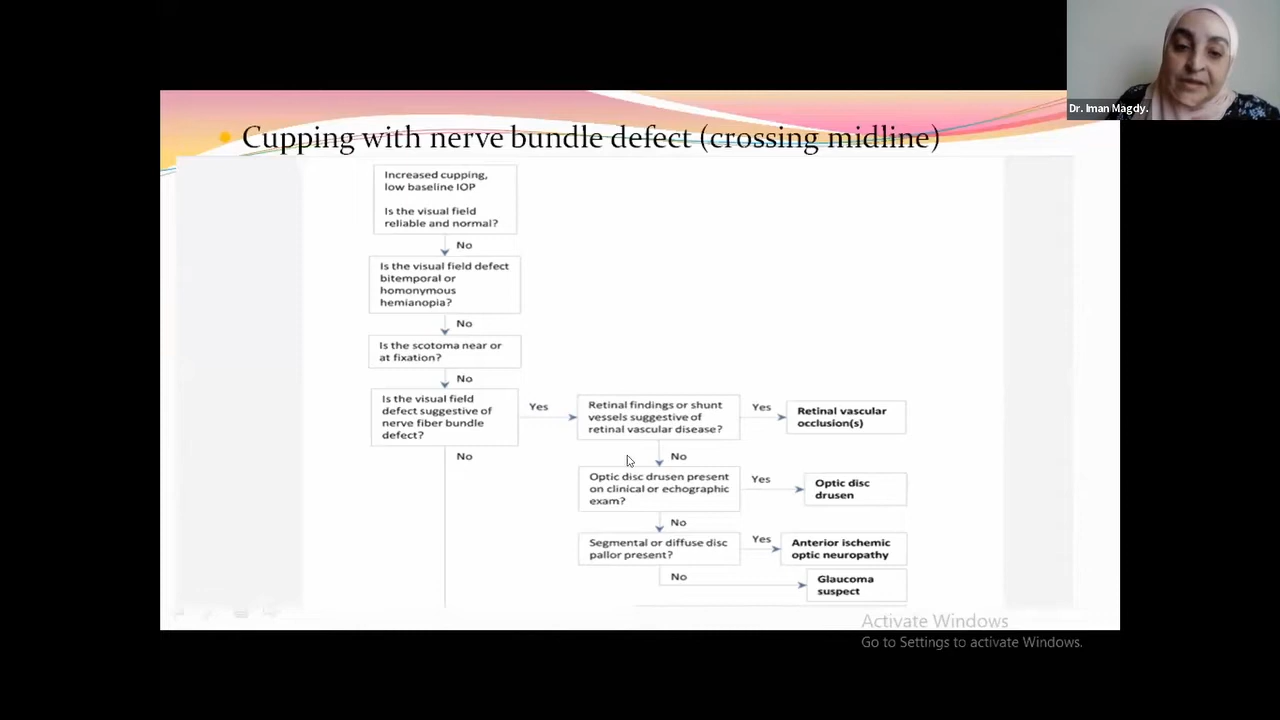 Dr. Iman Magdy.
Cupping with nerve bundle defect (crossing midline)
Increased cupping,
low baseline IOP
Is the visual field
reliable and normal?
No
Is the visual field defect
bitemporal or
homonymous
hemianopia?
No
Is the scotoma near or
at fixation?
No
Is the visual field
defect suggestive of
nerve fiber bundle
defect?
Yes
Retinal findings or shunt
vessels suggestive of
retinal vascular disease?
Yes
Retinal vascular
occlusion(s)
No
No
Optic disc drusen present
on clinical or echographic
exam?
Yes
Optic disc
drusen
No
Segmental or diffuse disc
pallor present?
Yes
Anterior ischemic
optic neuropathy
No
Glaucoma
suspect
Activate Windows
Go to Settings to activate Windows.